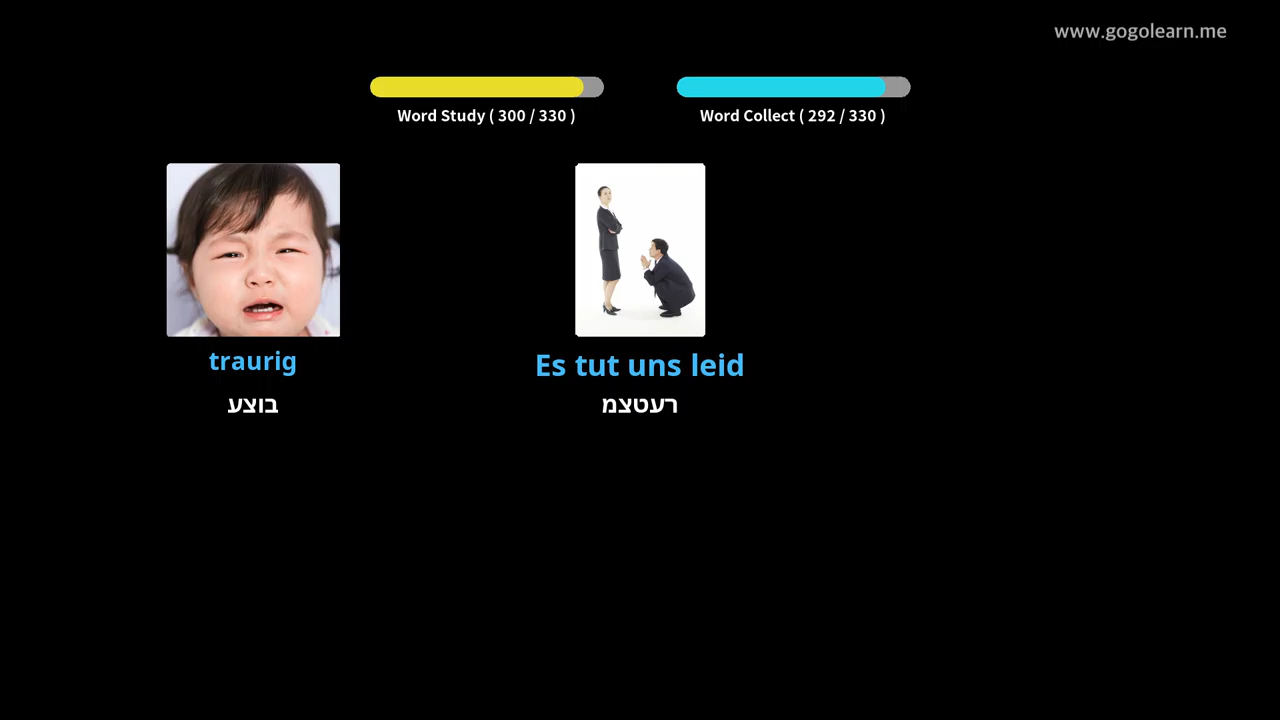 www.gogolearn.me
Word Study ( 300 / 330 )
Word Collect ( 292 / 330 )
traurig
בוצע
Es tut uns leid
רעטצמ